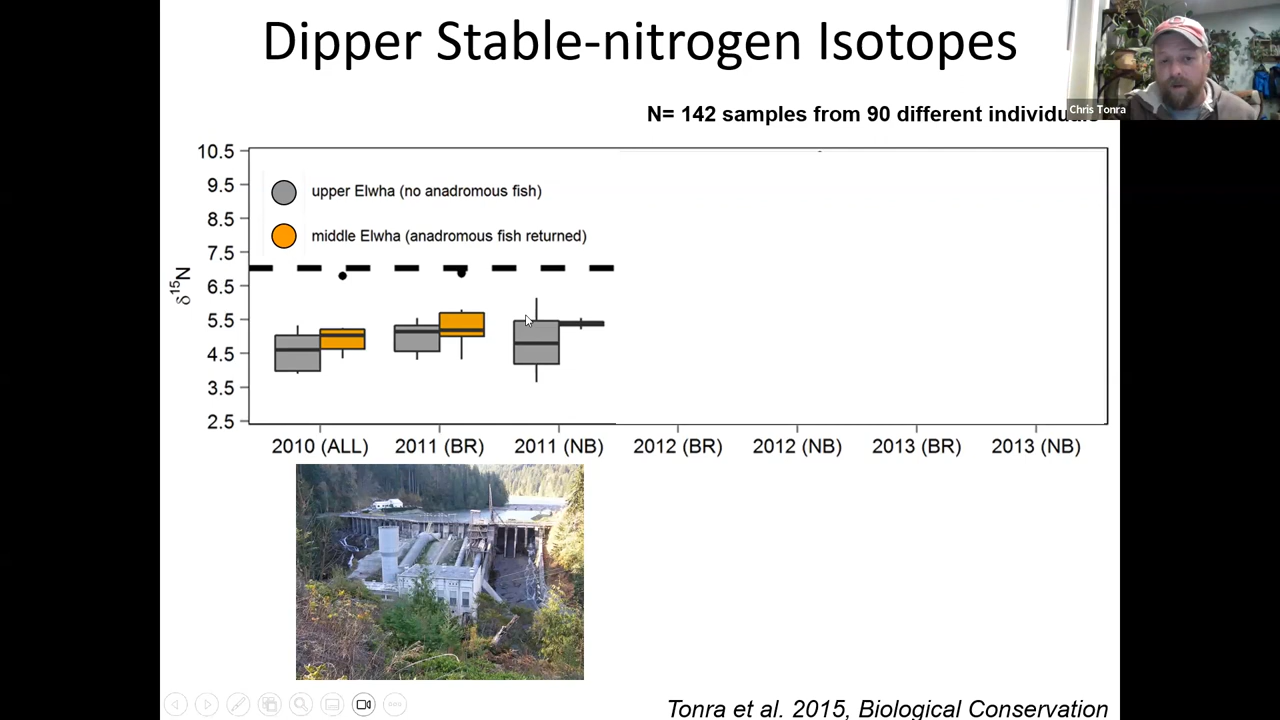 Dipper Stable-nitrogen Isotopes
Chris Tonra
N= 142 samples from 90 different individuals
10.5
9.5
8.5
7.5
6.5
5.5
4.5
3.5
2.5
δ15N
upper Elwha (no anadromous fish)
middle Elwha (anadromous fish returned)
2010 (ALL) 2011 (BR) 2011 (NB) 2012 (BR) 2012 (NB) 2013 (BR) 2013 (NB)
Tonra et al. 2015, Biological Conservation